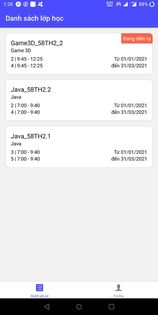 1:26
Danh sách lớp học
Đang diễn ra
Game3D_58TH2_2
Game 3D
2 | 9:45 - 12:25
Từ 01/01/2021
4 | 9:45 - 12:25
đến 31/03/2021
Java_58TH2.2
Java
2 | 7:00 - 9:40
Từ 01/01/2021
4 | 7:00 - 9:40
đến 31/03/2021
Java_58TH2.1
Java
3 | 7:00 - 9:40
Từ 01/01/2021
5 | 7:00 - 9:40
đến 31/03/2021
Profile